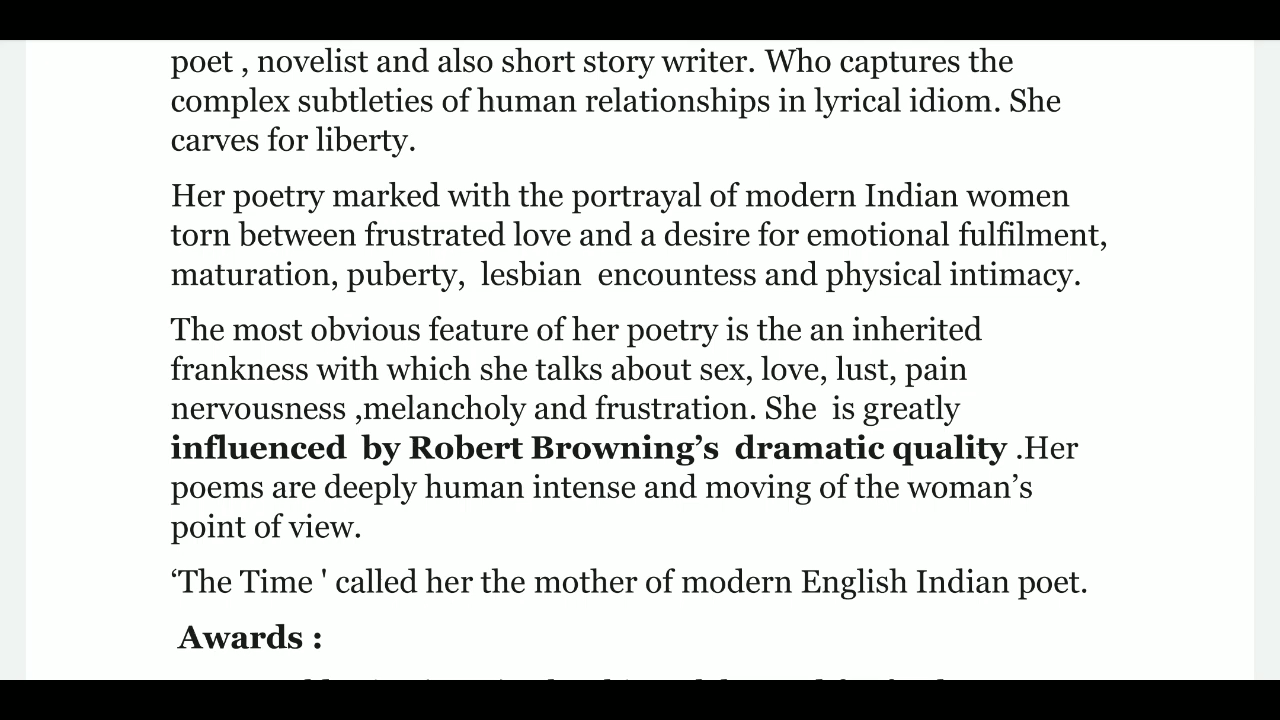 poet , novelist and also short story writer. Who captures the
complex subtleties of human relationships in lyrical idiom. She
carves for liberty.
Her poetry marked with the portrayal of modern Indian women
torn between frustrated love and a desire for emotional fulfilment,
maturation, puberty,  lesbian  encountess and physical intimacy.
The most obvious feature of her poetry is the an inherited
frankness with which she talks about sex, love, lust, pain
nervousness ,melancholy and frustration. She  is greatly
influenced  by Robert Browning’s  dramatic quality .Her
poems are deeply human intense and moving of the woman’s
point of view.
‘The Time ' called her the mother of modern English Indian poet.
Awards :